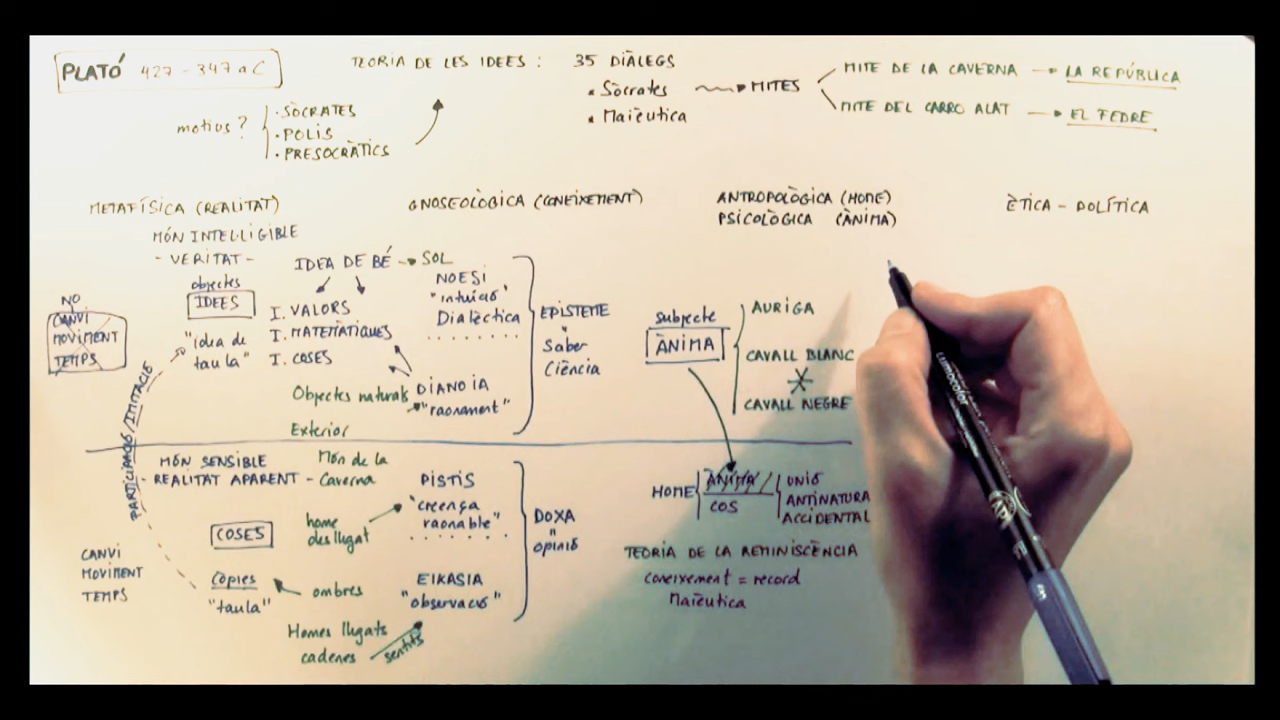 PLATÓ 427 - 347 a C
TEORIA DE LES IDEES : 35 DIÀLEGS
• Sòcrates
• Maièutica
MITES
MITE DE LA CAVERNA → LA REPÚBLICA
MITE DEL CARRO ALAT → EL FEDRE
motius?
• SÒCRATES
• POLIS
• PRESOCRÀTICS
METAFÍSICA (REALITAT)
GNOSEOLÒGICA (CONEIXEMENT)
ANTROPOLÒGICA (HOME)
PSICOLÒGICA (ÀNIMA)
ÈTICA - POLÍTICA
MÓN INTEL·LIGIBLE
- VERITAT -
objectes
IDEES
"idea de
taula"
NO
CANVI
MOVIMENT
TEMPS
IDEA DE BÉ → SOL
I. VALORS
I. MATEMÀTIQUES
I. COSES
NOESI
"intuïció"
Dialèctica
Objectes naturals
Exterior
DIANOIA
"raonament"
EPISTEME
Saber
Ciència
subjecte
ÀNIMA
AURIGA
CAVALL BLANC
CAVALL NEGRE
PARTICIPACIÓ/IMITACIÓ
MÓN SENSIBLE
- REALITAT APARENT -
Món de la
Caverna
COSES
Còpies
"taula"
CANVI
MOVIMENT
TEMPS
home
deslligat
ombres
Homes lligats
cadenes
sentits
PISTIS
"creença
raonable"
EIKASIA
"observació"
DOXA
"
opinió
HOME
ÀNIMA
COS
UNIÓ
ANTINATURA
ACCIDENTAL
TEORIA DE LA REMINISCÈNCIA
coneixement = record
Maièutica
Lumocolor